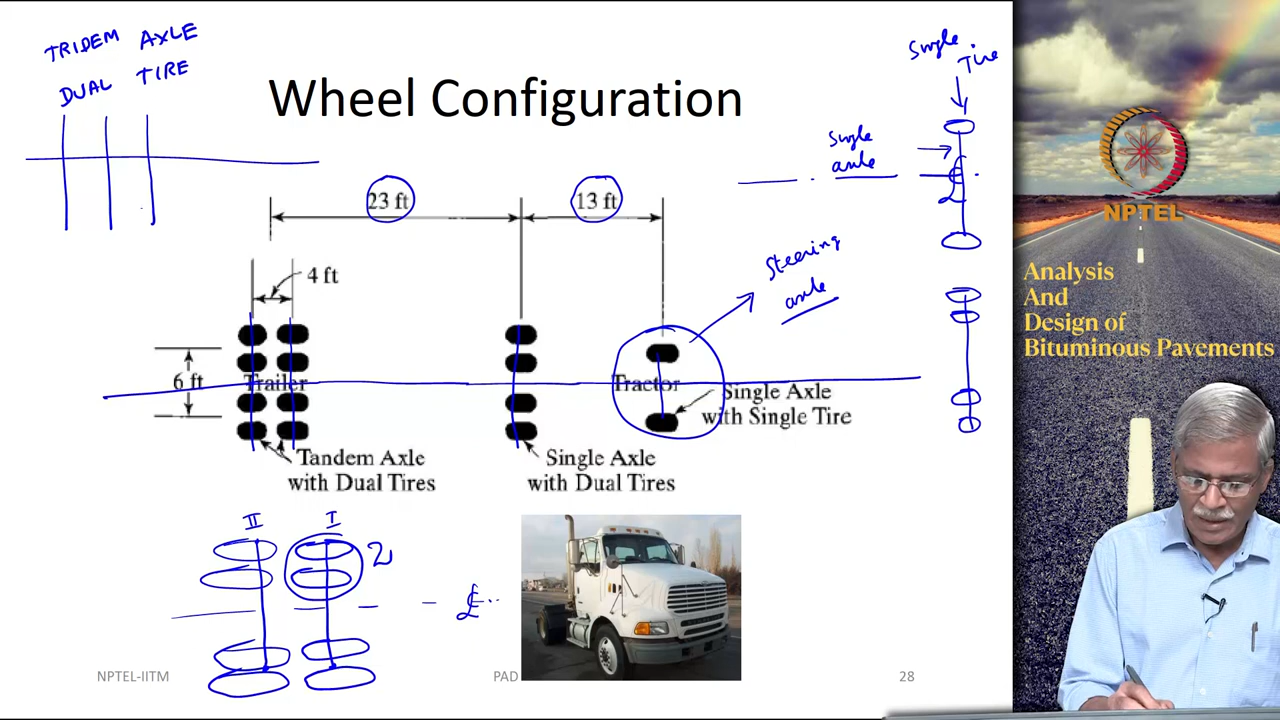 TRIDEM AXLE
DUAL TIRE
Wheel Configuration
Single
Tire
Single
axle
23 ft
13 ft
4 ft
Steering
axle
6 ft
Trailer
Tractor
Single Axle
with Single Tire
Tandem Axle
with Dual Tires
Single Axle
with Dual Tires
II
I
2
NPTEL-IITM
PAD
28
NPTEL
Analysis
And
Design of
Bituminous Pavements